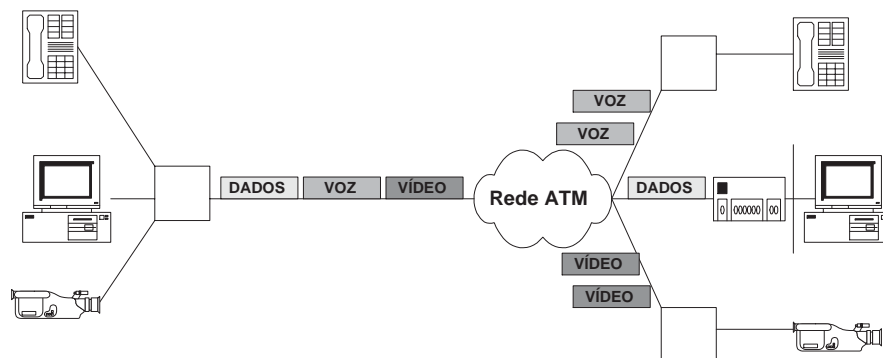 VOZ
VOZ
DADOS VOZ VÍDEO
Rede ATM
DADOS
VÍDEO
VÍDEO